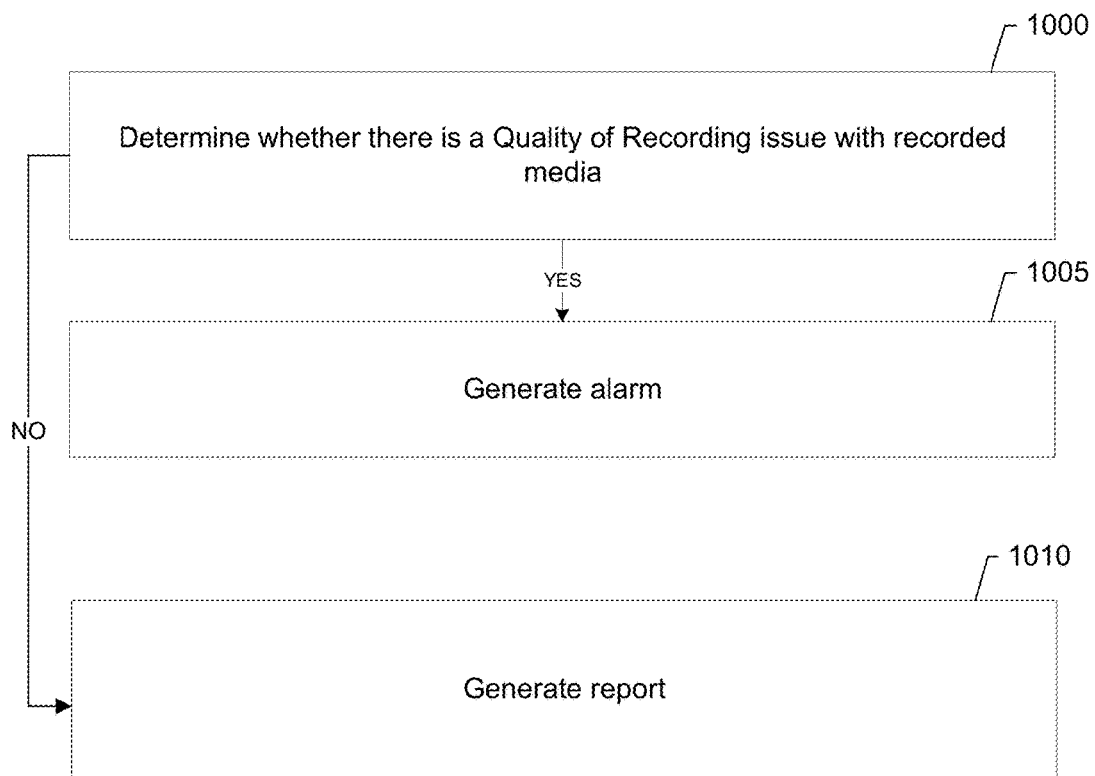 1000
Determine whether there is a Quality of Recording issue with recorded
media
YES
1005
Generate alarm
NO
1010
Generate report